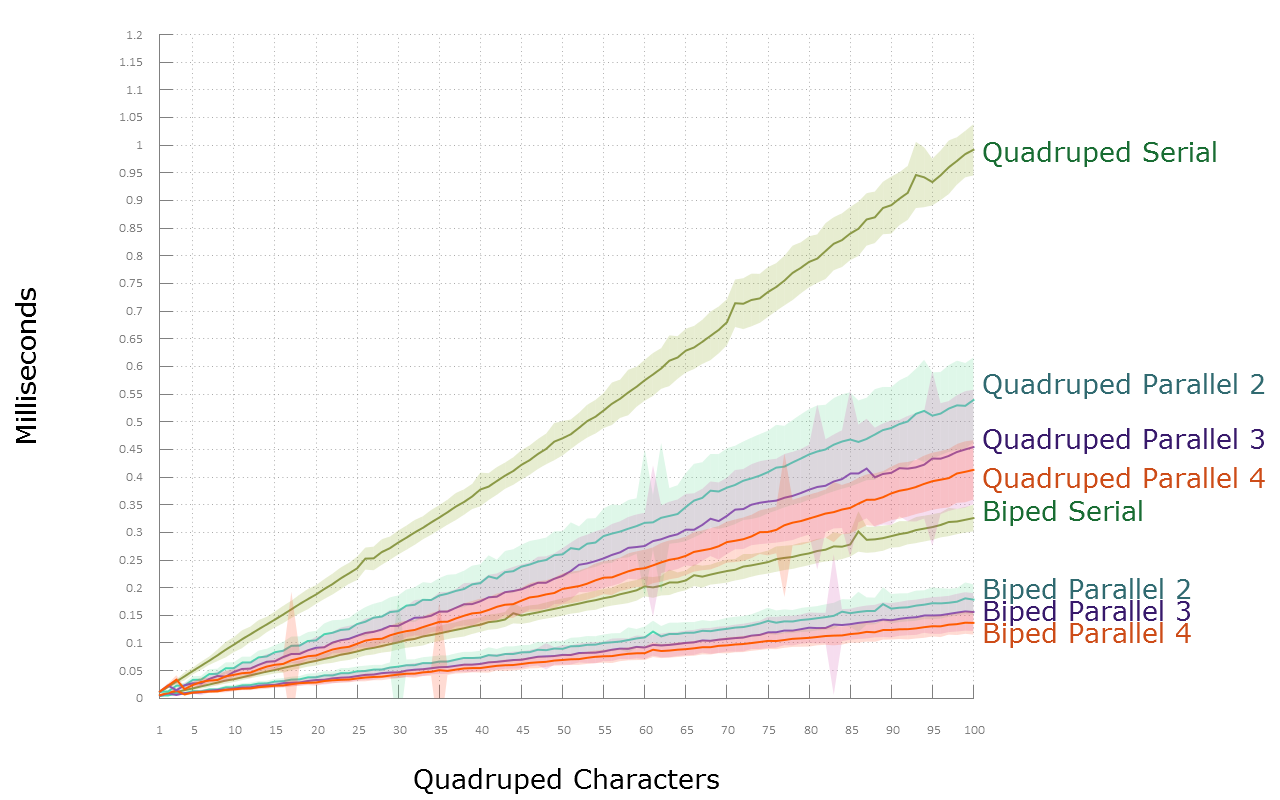 1.2
1.15
1.1
1.05
1
0.95
0.9
0.85
0.8
0.75
0.7
0.65
0.6
0.55
0.5
0.45
0.4
0.35
0.3
0.25
0.2
0.15
0.1
0.05
0
Milliseconds
Quadruped Serial
Quadruped Parallel 2
Quadruped Parallel 3
Quadruped Parallel 4
Biped Serial
Biped Parallel 2
Biped Parallel 3
Biped Parallel 4
1 5 10 15 20 25 30 35 40 45 50 55 60 65 70 75 80 85 90 95 100
Quadruped Characters